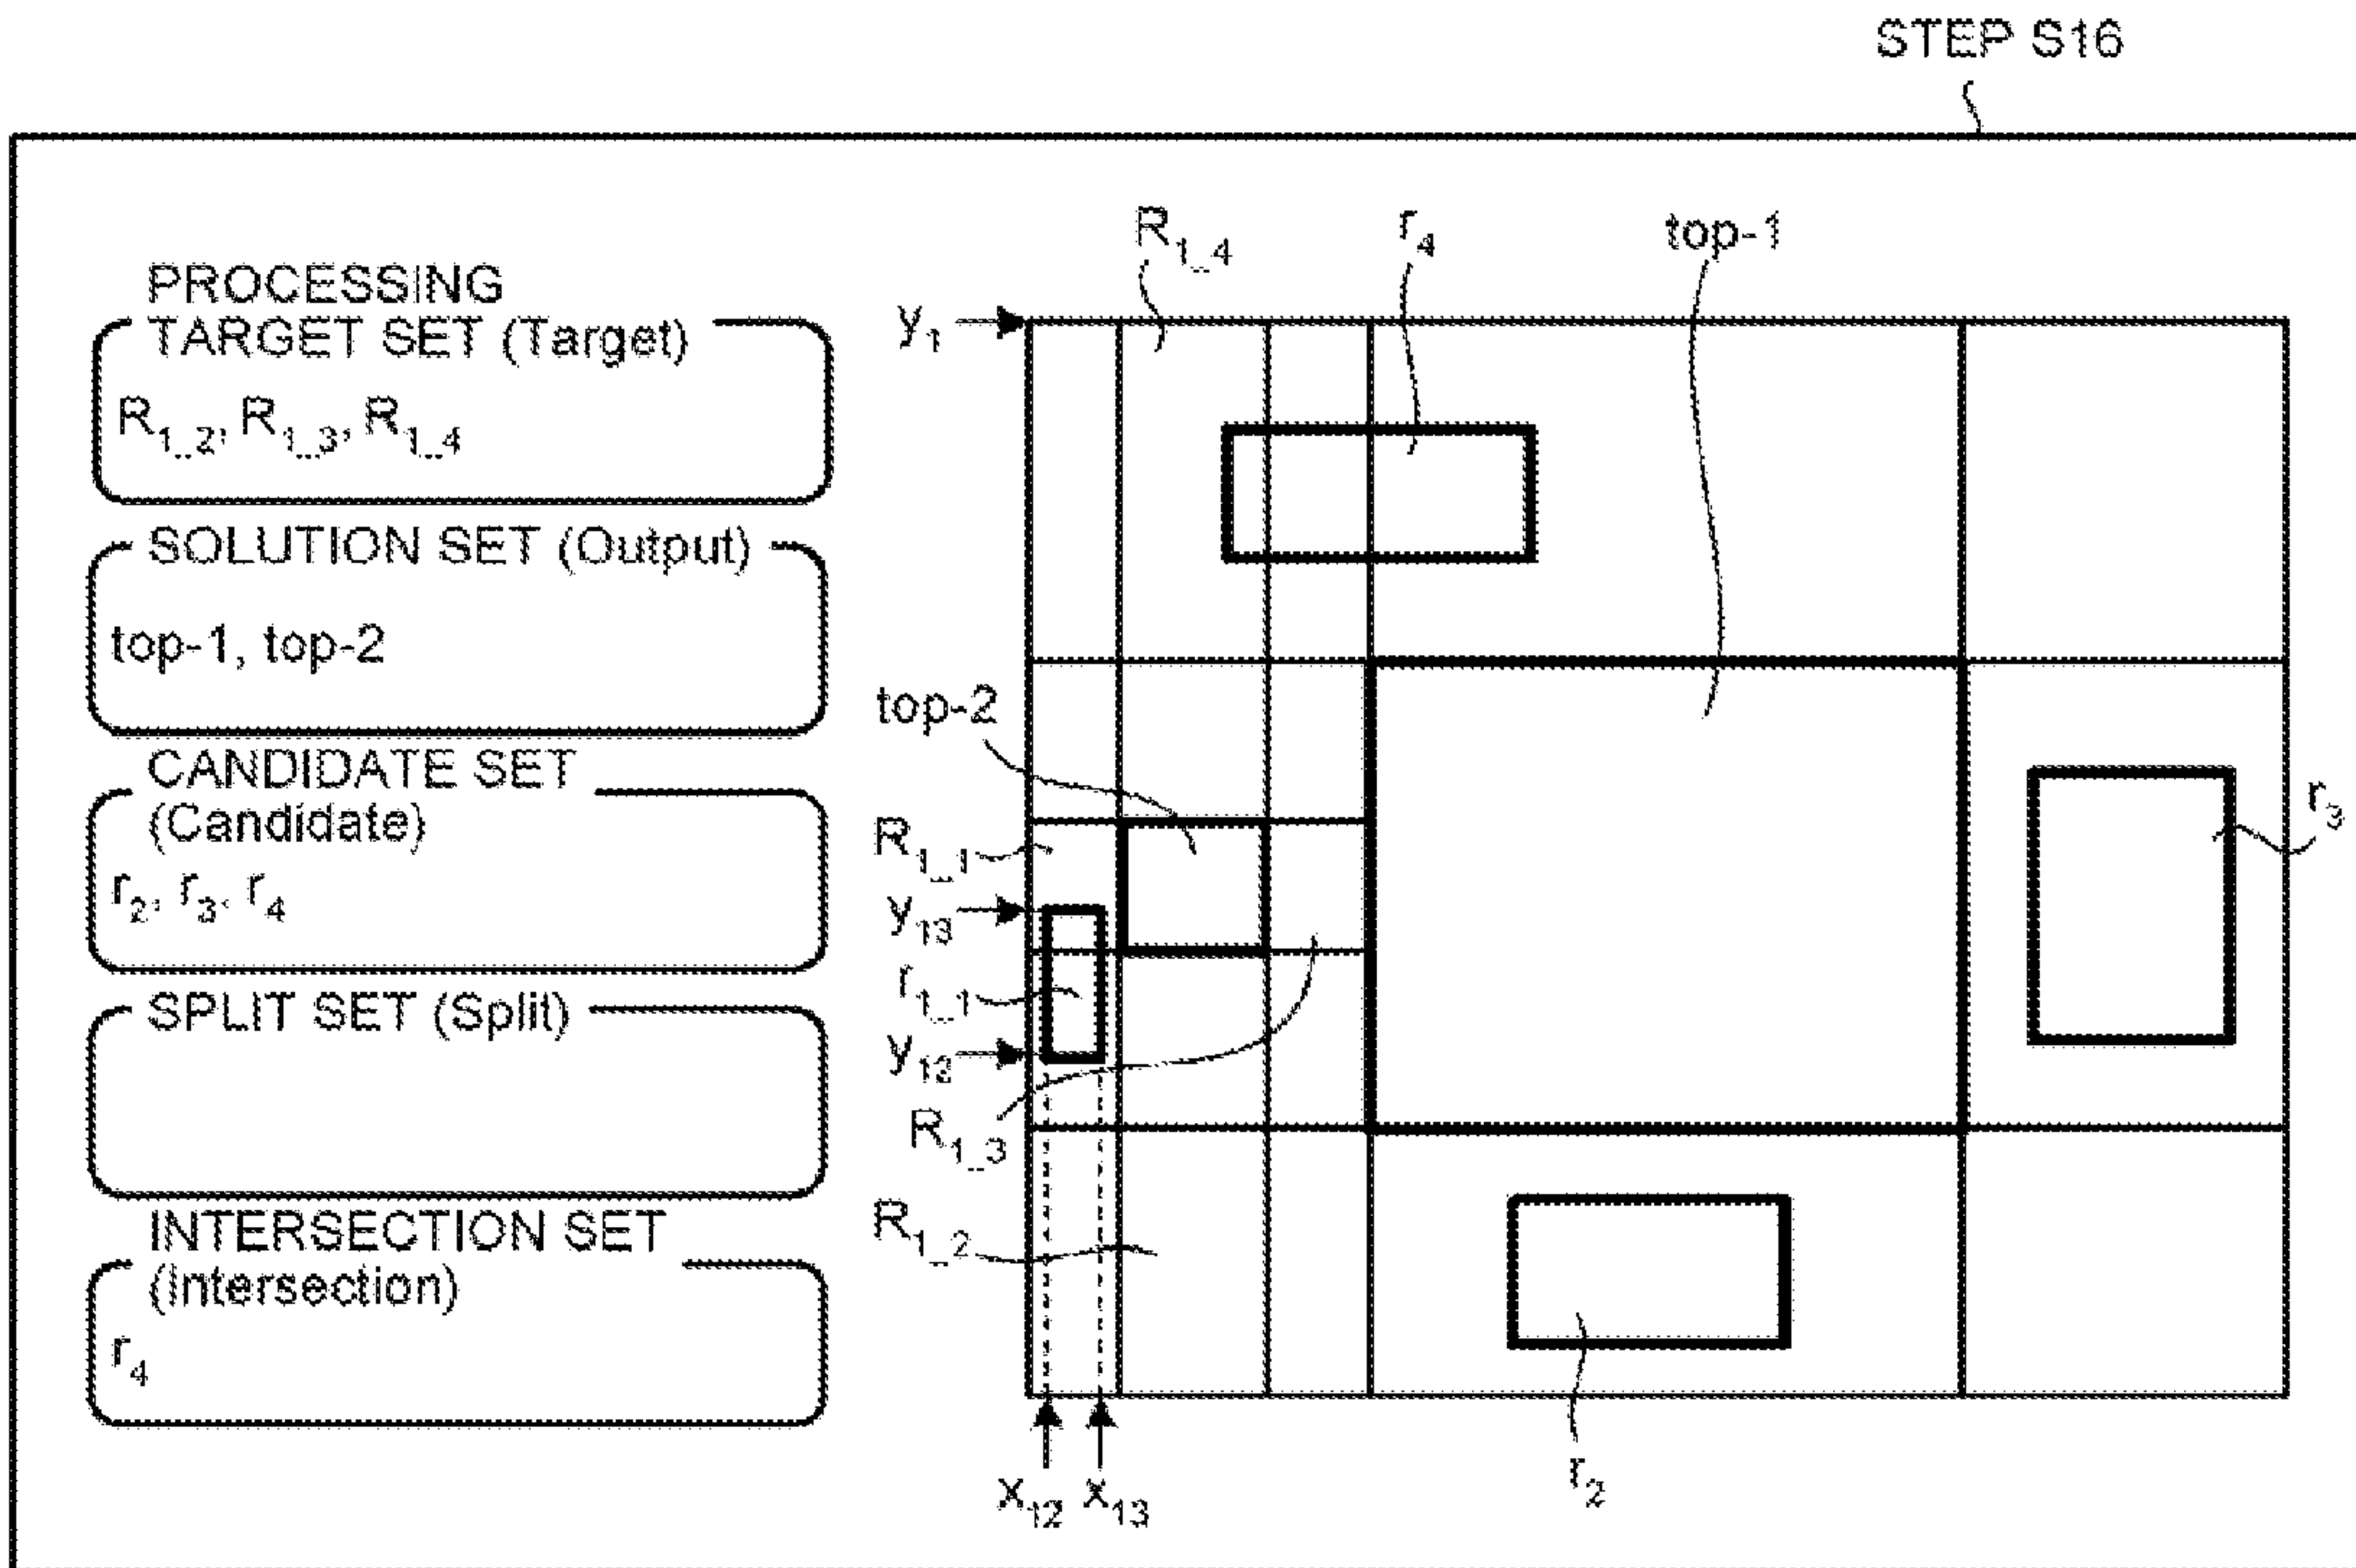 STEP S16
PROCESSING
TARGET SET (Target)
R1_2, R1_3, R1_4
SOLUTION SET (Output)
top-1, top-2
CANDIDATE SET
(Candidate)
r2, r3, r4
SPLIT SET (Split)
INTERSECTION SET
(Intersection)
r4
R1_4
r4
top-1
y1
top-2
r3
R1_1
y13
r1_1
y12
R1_3
R1_2
r2
x12 x13